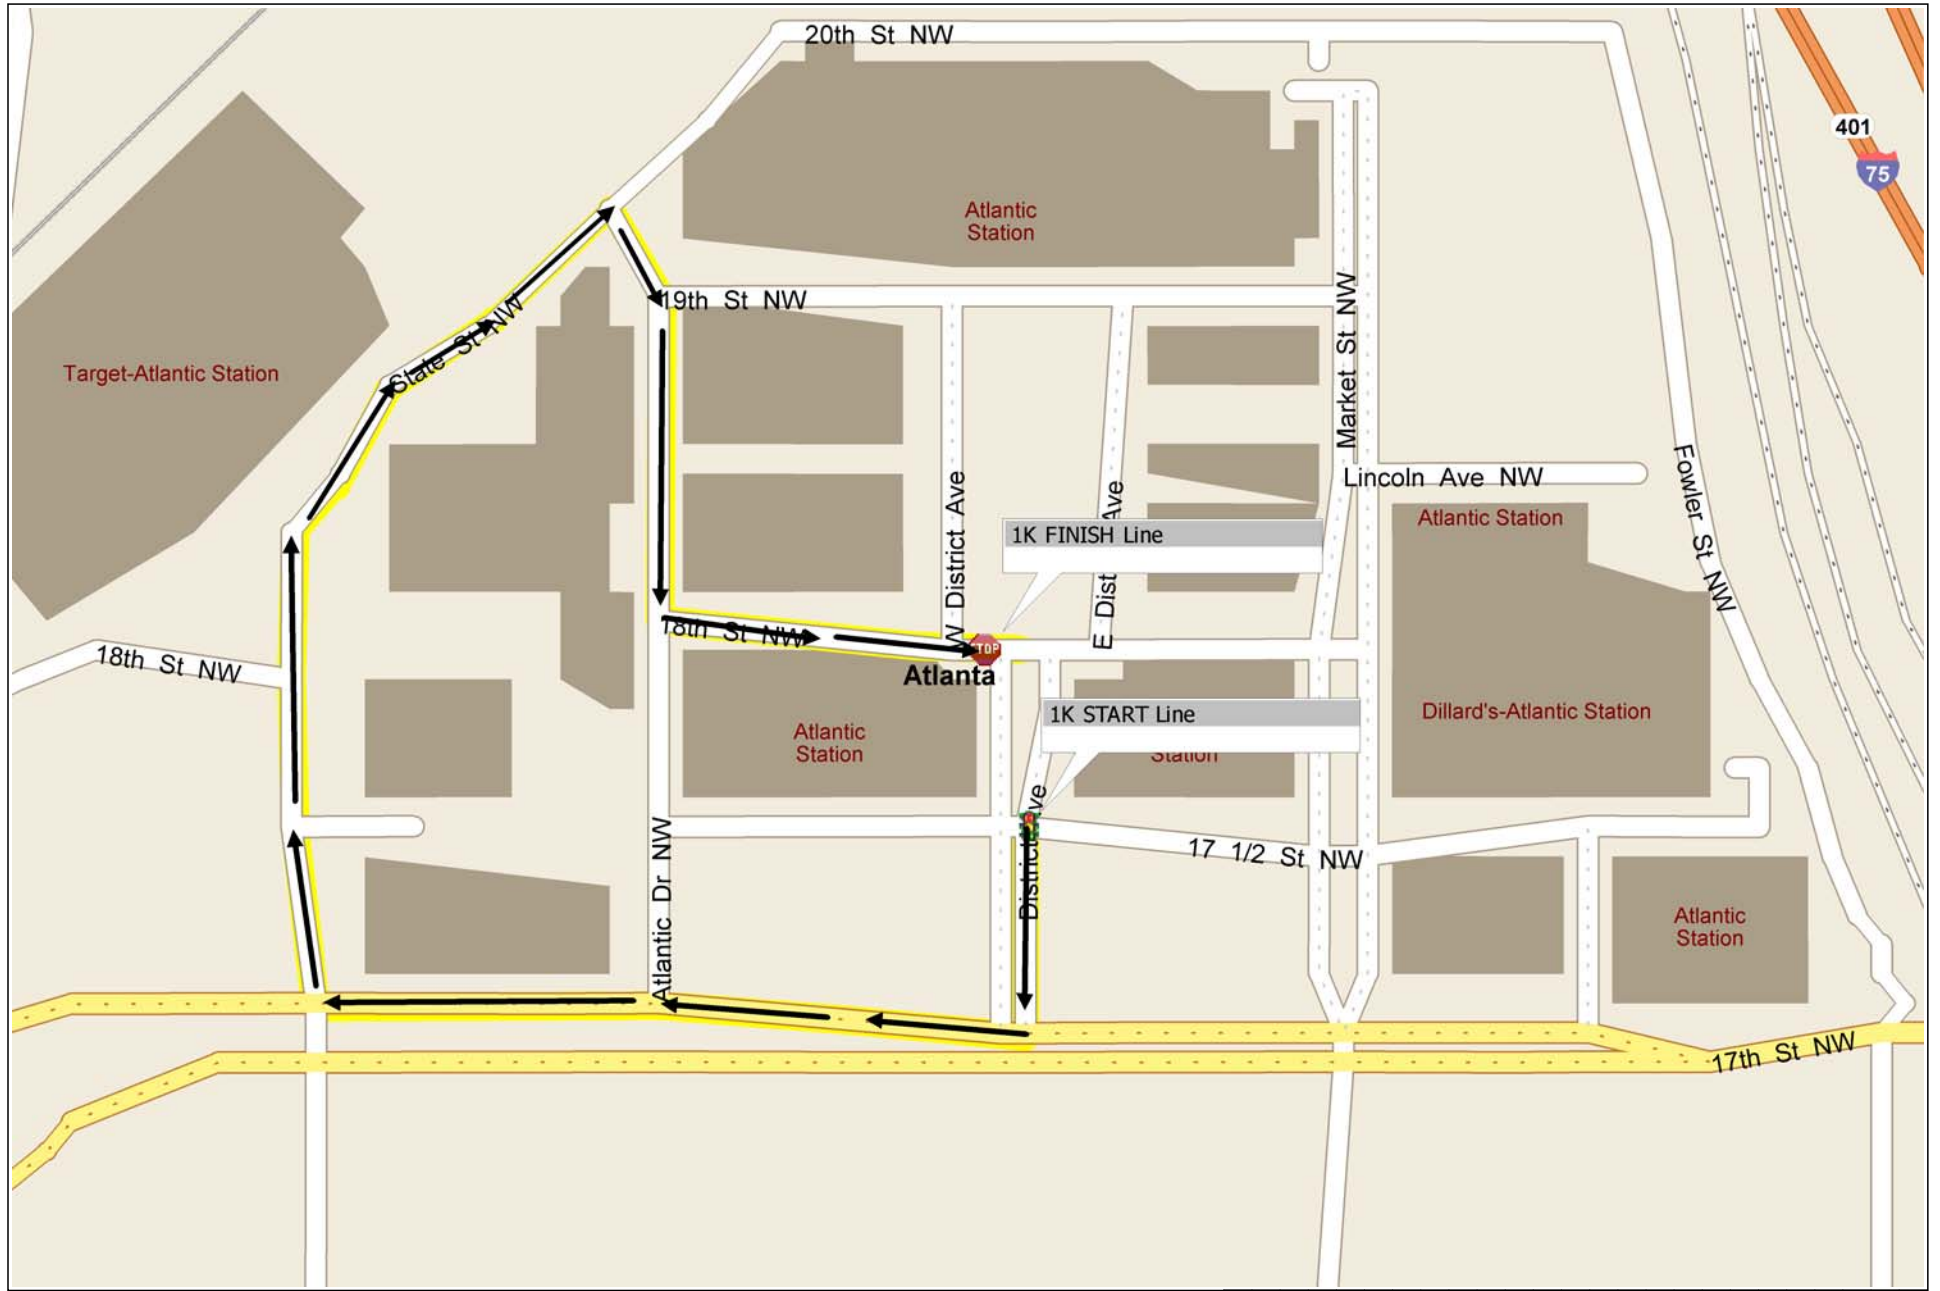 20th St NW
401
75
Atlantic
Station
19th St NW
State St NW
Target-Atlantic Station
Market St NW
Lincoln Ave NW
Fowler St NW
Atlantic Station
W District Ave
E Dist Ave
1K FINISH Line
18th St NW
STOP
18th St NW
Atlanta
1K START Line
Dillard's-Atlantic Station
Atlantic
Station
Station
District Ave
17 1/2 St NW
Atlantic Dr NW
Atlantic
Station
17th St NW